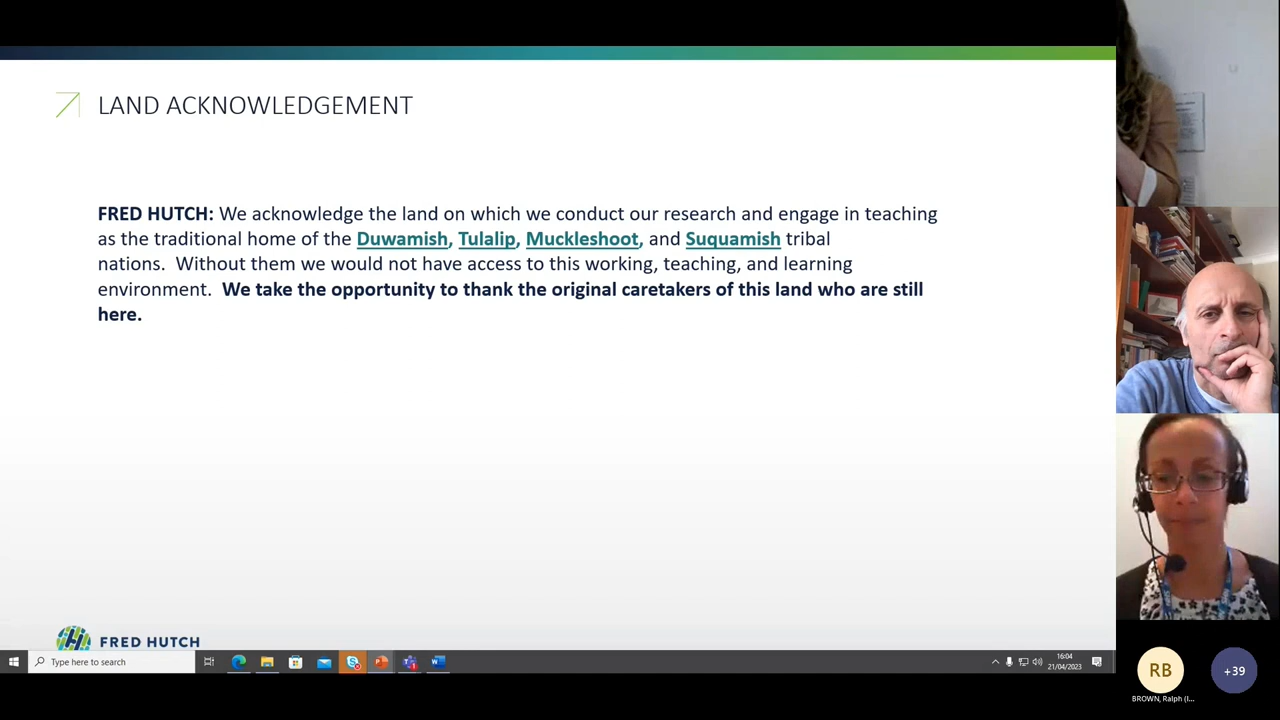 LAND ACKNOWLEDGEMENT
FRED HUTCH: We acknowledge the land on which we conduct our research and engage in teaching
as the traditional home of the Duwamish, Tulalip, Muckleshoot, and Suquamish tribal
nations.  Without them we would not have access to this working, teaching, and learning
environment.  We take the opportunity to thank the original caretakers of this land who are still
here.
FRED HUTCH
Type here to search
16:04
21/04/2023
RB
+39
BROWN, Ralph (I...